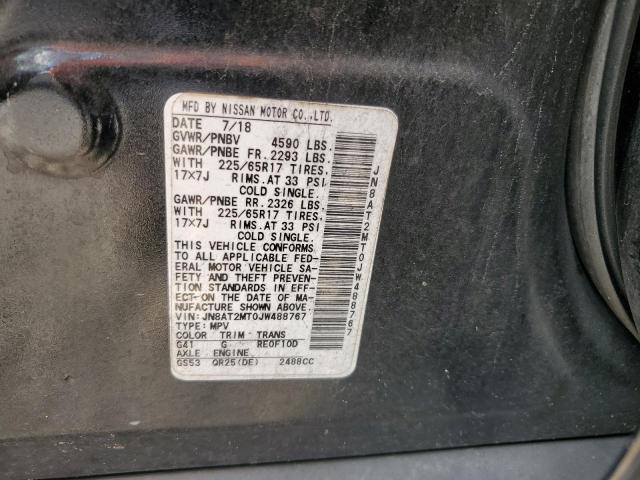 MFD BY NISSAN MOTOR CO.,LTD.
DATE 7/18
GVWR/PNBV 4590 LBS.
GAWR/PNBE FR. 2293 LBS.
WITH 225/65R17 TIRES,
17X7J RIMS,AT 33 PSI
COLD SINGLE.
GAWR/PNBE RR. 2326 LBS.
WITH 225/65R17 TIRES,
17X7J RIMS,AT 33 PSI
COLD SINGLE.
THIS VEHICLE CONFORMS
TO ALL APPLICABLE FED-
ERAL MOTOR VEHICLE SA-
FETY AND THEFT PREVEN-
TION STANDARDS IN EFF-
ECT ON THE DATE OF MA-
NUFACTURE SHOWN ABOVE.
VIN:JN8AT2MT0JW488767
TYPE:MPV
COLOR TRIM TRANS
G41 G RE0F10D
AXLE ENGINE
GS53 QR25(DE) 2488CC
JN8AT2MT0JW488767